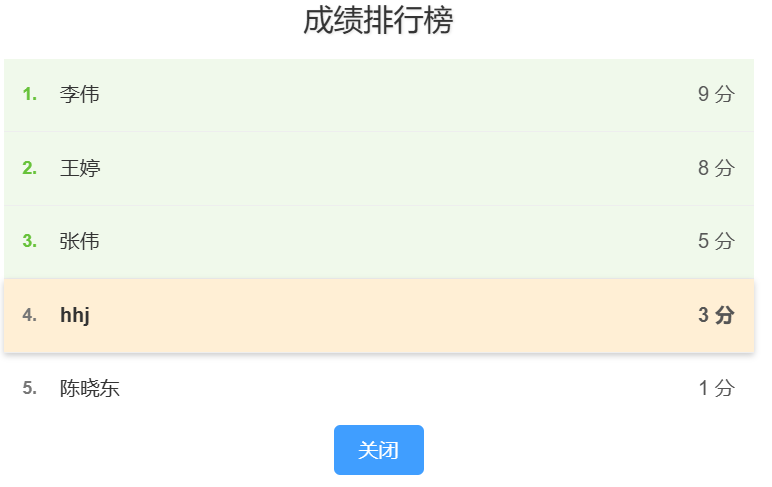 成绩排行榜
1. 李伟 9 分
2. 王婷 8 分
3. 张伟 5 分
4. hhj 3 分
5. 陈晓东 1 分
关闭